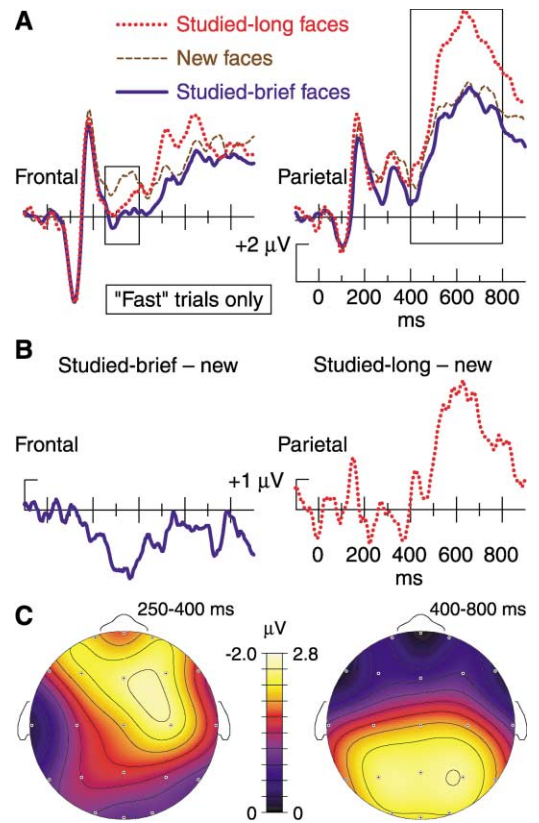 A
Studied-long faces
New faces
Studied-brief faces
Frontal
Parietal
+2 μV
"Fast" trials only
0 200 400 600 800
ms
B
Studied-brief – new
Studied-long – new
Frontal
Parietal
+1 μV
0 200 400 600 800
ms
C
250-400 ms
400-800 ms
μV
-2.0 2.8
0 0